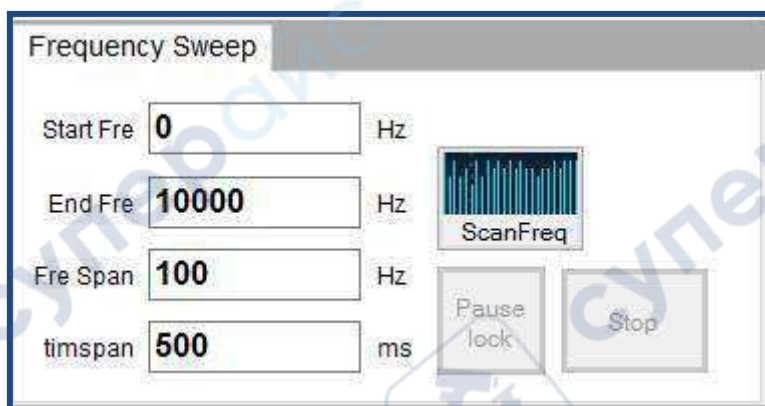 Frequency Sweep
Start Fre 0 Hz
End Fre 10000 Hz
ScanFreq
Fre Span 100 Hz
Pause lock
Stop
timspan 500 ms
суперайс